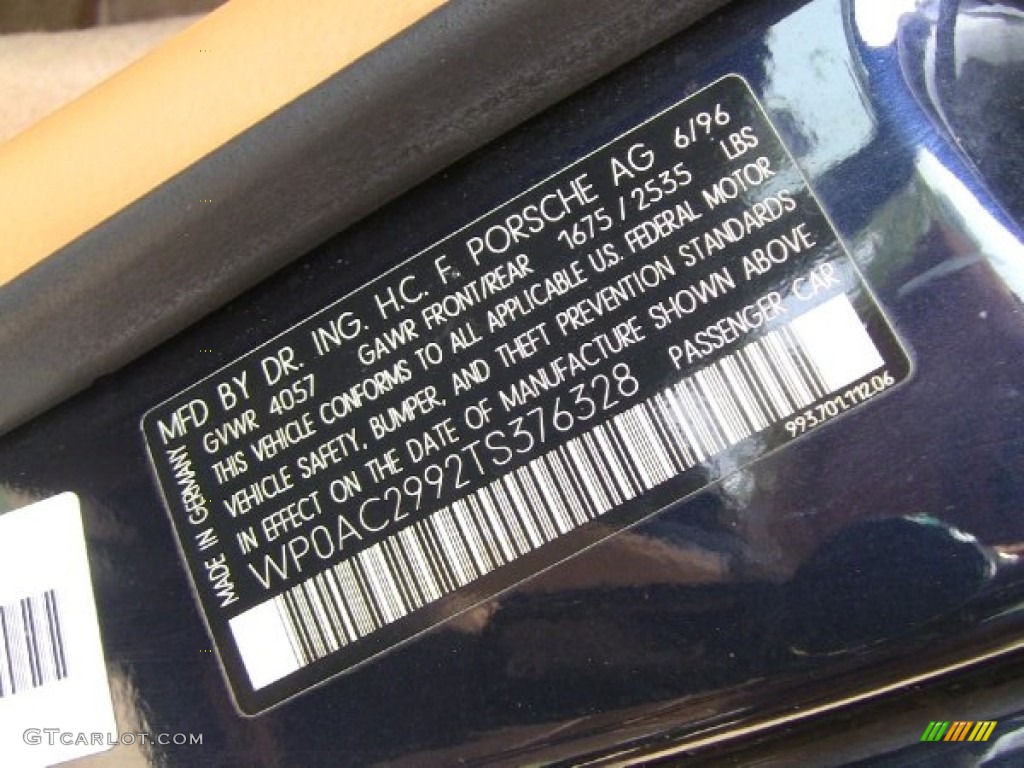 MFD BY DR. ING. H.C. F. PORSCHE AG 6/96
GVWR 4057 GAWR FRONT/REAR 1675 / 2535 LBS
THIS VEHICLE CONFORMS TO ALL APPLICABLE U.S. FEDERAL MOTOR
VEHICLE SAFETY, BUMPER, AND THEFT PREVENTION STANDARDS
IN EFFECT ON THE DATE OF MANUFACTURE SHOWN ABOVE
WP0AC2992TS376328 PASSENGER CAR
MADE IN GERMANY
993.701.112.06
GTCARLOT.COM